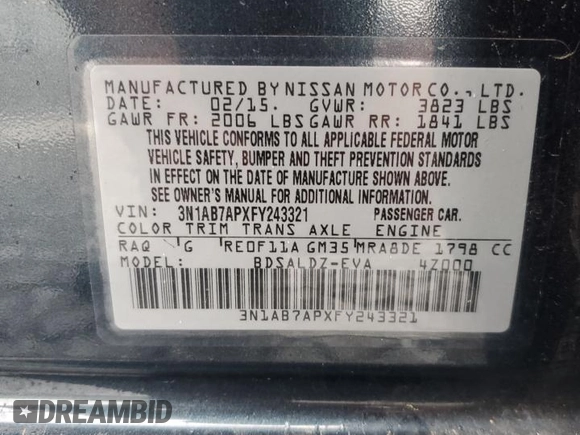 MANUFACTURED BY NISSAN MOTOR CO., LTD.
DATE: 02/15. GVWR: 3823 LBS
GAWR FR: 2006 LBS GAWR RR: 1841 LBS
THIS VEHICLE CONFORMS TO ALL APPLICABLE FEDERAL MOTOR
VEHICLE SAFETY, BUMPER AND THEFT PREVENTION STANDARDS
IN EFFECT ON THE DATE OF MANUFACTURE SHOWN ABOVE.
SEE OWNER'S MANUAL FOR ADDITIONAL INFORMATION.
VIN: 3N1AB7APXFY243321 PASSENGER CAR.
COLOR TRIM TRANS AXLE ENGINE
RAQ G RE0F11A GM35 MRA8DE 1798 CC
MODEL: BDSALDZ-EVA 4Z000
3N1AB7APXFY243321
DREAMBID